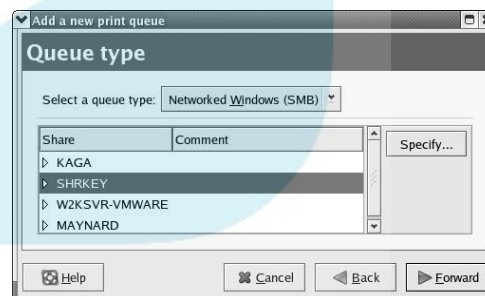 Add a new print queue
Queue type
Select a queue type: Networked Windows (SMB)
Share Comment
Specify...
KAGA
SHRKEY
W2KSVR-VMWARE
MAYNARD
Help Cancel Back Forward